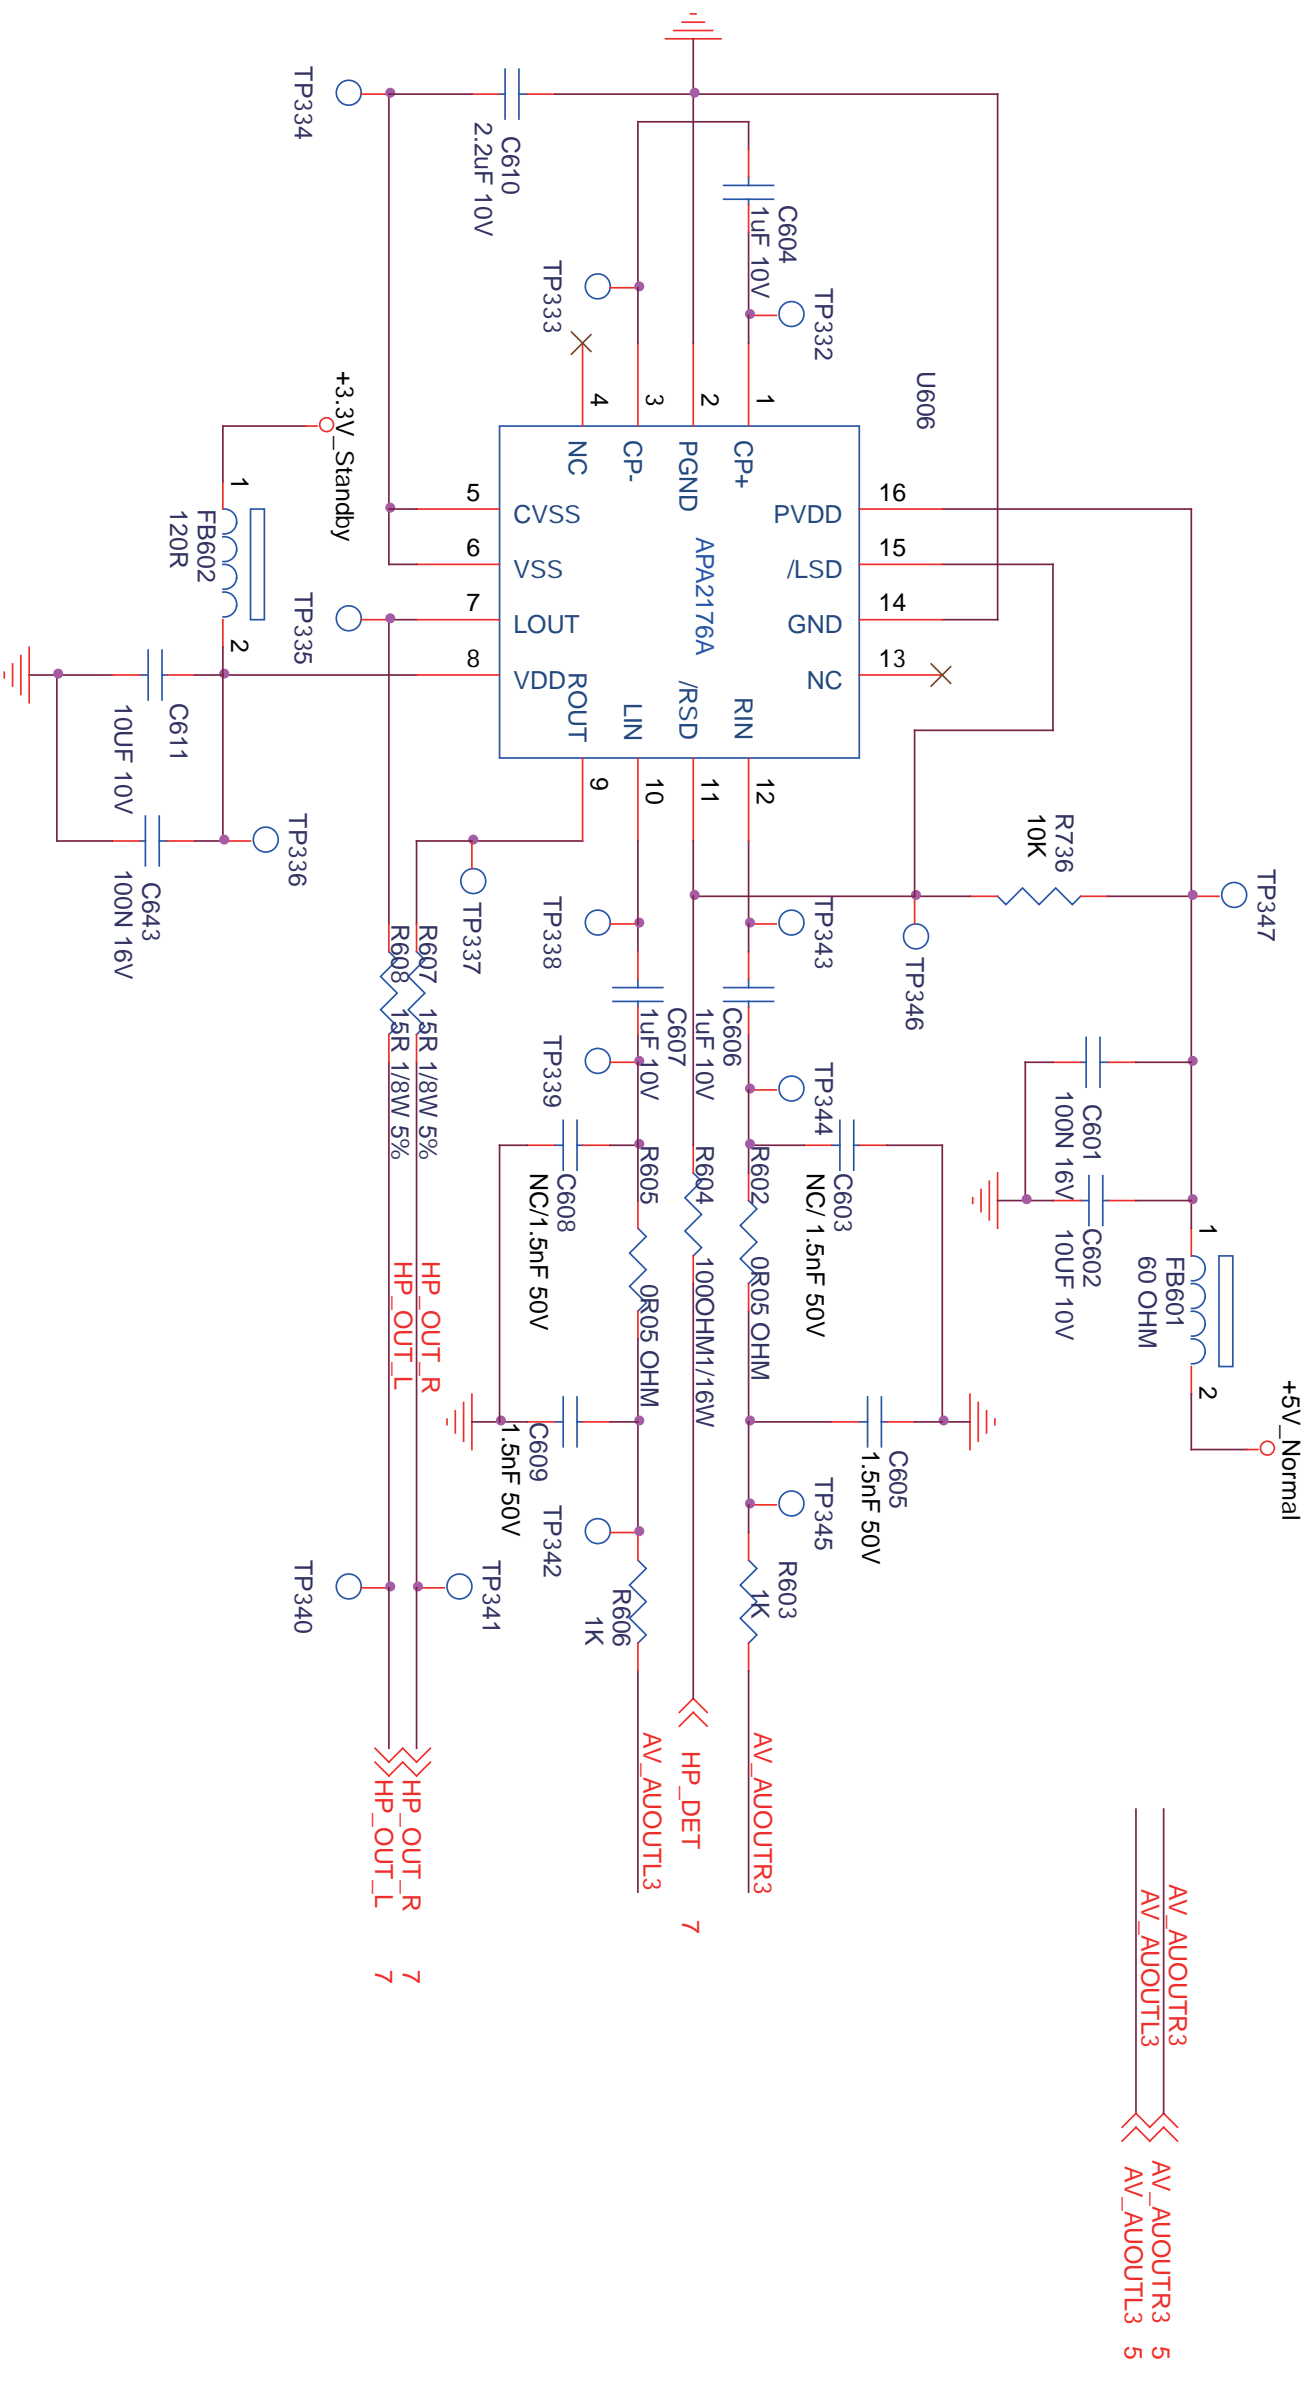 +5V_Normal
TP347
1
FB601
60 OHM
2
R736
10K
C601
100N 16V
C602
10UF 10V
AV_AUOUTR3
AV_AUOUTL3
AV_AUOUTR3 5
AV_AUOUTL3 5
U606
TP346
C604
1uF 10V
TP332
TP343
TP344
C603
NC/ 1.5nF 50V
C605
1.5nF 50V
TP345
R603
1K
AV_AUOUTR3
C606
1uF 10V
R602
0R05 OHM
16
PVDD
15
/LSD
14
GND
13
NC
1
CP+
2
PGND
3
CP-
4
NC
APA2176A
RIN
12
/RSD
11
LIN
10
ROUT
9
5
CVSS
6
VSS
7
LOUT
8
VDD
R604
100OHM1/16W
HP_DET 7
C607
1uF 10V
R605
0R05 OHM
AV_AUOUTL3
R606
1K
TP333
TP338
TP339
C608
NC/1.5nF 50V
C609
1.5nF 50V
TP342
C610
2.2uF 10V
TP337
TP341
R607
15R 1/8W 5%
HP_OUT_R
HP_OUT_R 7
R608
15R 1/8W 5%
HP_OUT_L
HP_OUT_L 7
TP334
+3.3V_Standby
TP335
TP336
TP340
1
FB602
120R
2
C611
10UF 10V
C643
100N 16V